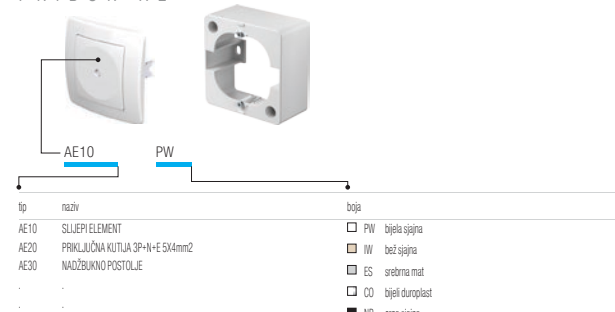 AE10 PW
tip naziv boja
AE10 SLIJEPI ELEMENT
AE20 PRIKLJUČNA KUTIJA 3P+N+E 5X4mm2
AE30 NADŽBUKNO POSTOLJE
. .
. .
PW bijela sjajna
IW bež sjajna
ES srebrna mat
CO bijeli duroplast